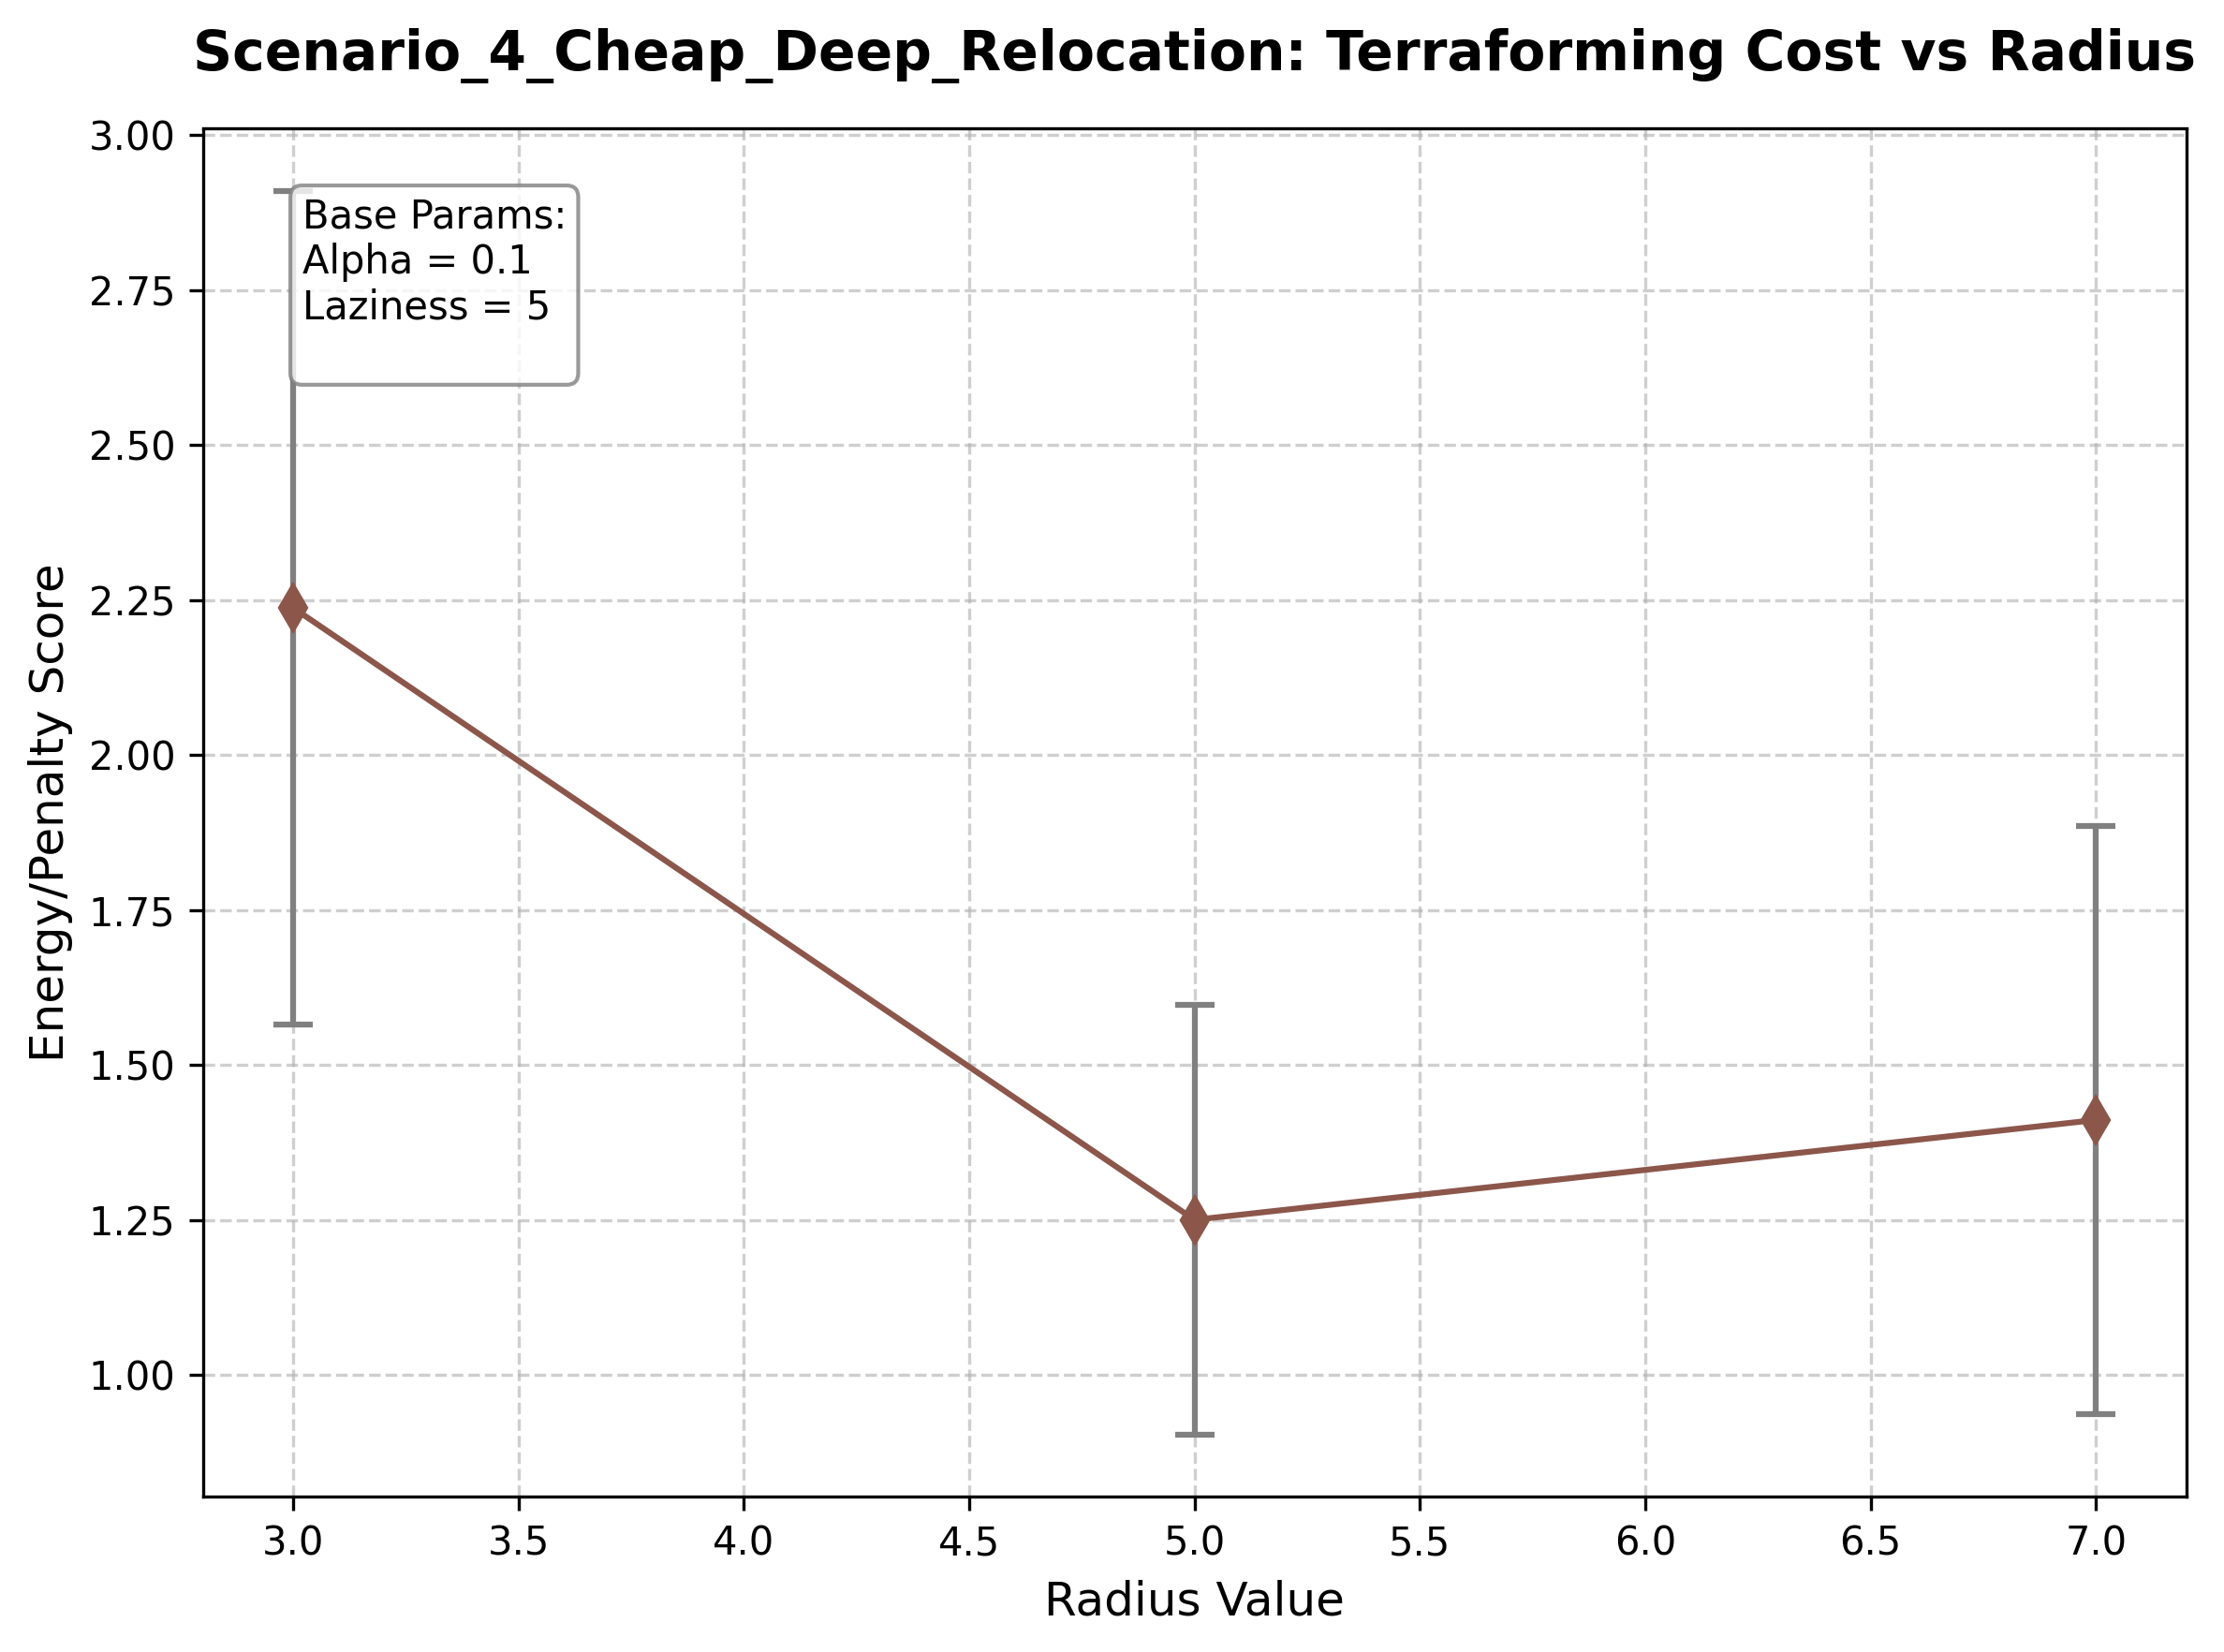 Scenario_4_Cheap_Deep_Relocation: Terraforming Cost vs Radius
3.00
2.75
2.50
2.25
2.00
1.75
1.50
1.25
1.00
Energy/Penalty Score
Base Params:
Alpha = 0.1
Laziness = 5
3.0 3.5 4.0 4.5 5.0 5.5 6.0 6.5 7.0
Radius Value